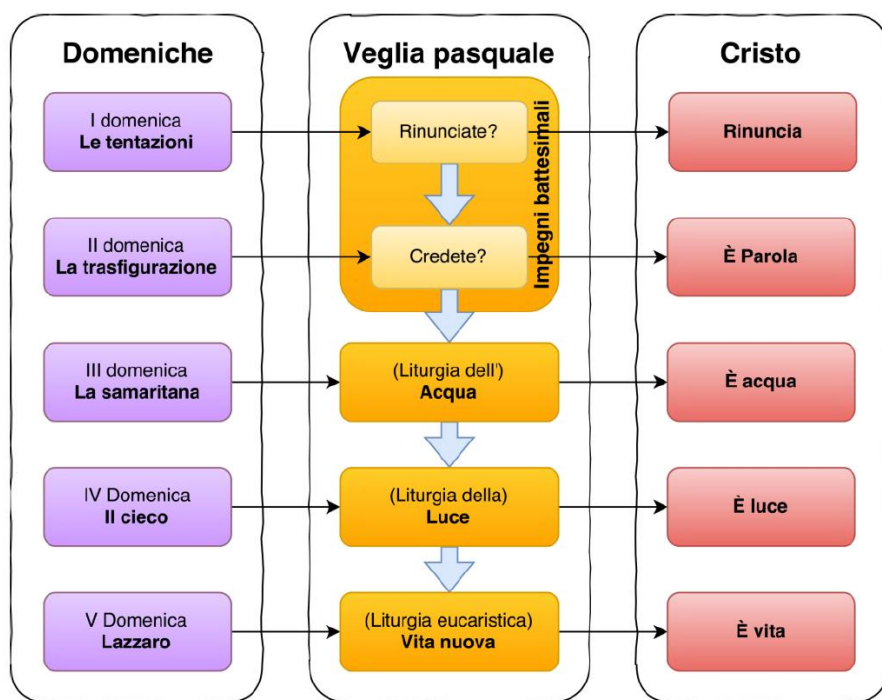 Domeniche
I domenica
Le tentazioni
II domenica
La trasfigurazione
III domenica
La samaritana
IV Domenica
Il cieco
V Domenica
Lazzaro
Veglia pasquale
Rinunciate?
Credete?
Impegni battesimali
(Liturgia dell')
Acqua
(Liturgia della)
Luce
(Liturgia eucaristica)
Vita nuova
Cristo
Rinuncia
È Parola
È acqua
È luce
È vita